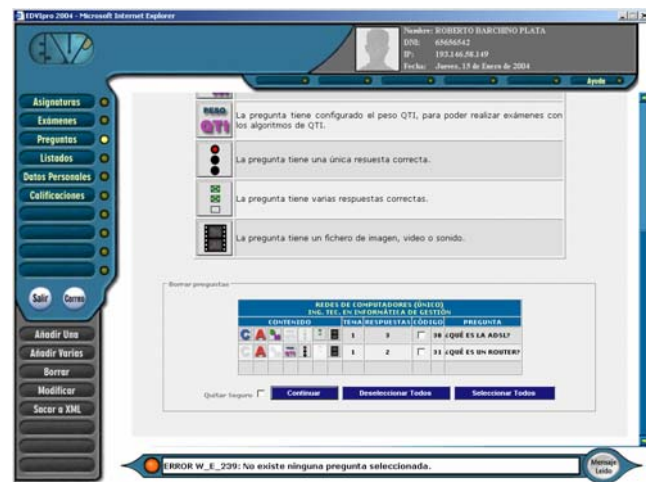 EDVIpro 2004 - Microsoft Internet Explorer
Nombre: ROBERTO BARCHINO PLATA
DNI: 65656542
IP: 193.146.58.149
Fecha: Jueves, 15 de Enero de 2004
Ayuda
Asignaturas
Exámenes
Preguntas
Listados
Datos Personales
Calificaciones
Salir
Correo
Añadir Una
Añadir Varias
Borrar
Modificar
Sacar a XML
PESO
QTI
La pregunta tiene configurado el peso QTI, para poder realizar exámenes con
los algoritmos de QTI.
La pregunta tiene una única resuesta correcta.
La pregunta tiene varias respuestas correctas.
La pregunta tiene un fichero de imagen, video o sonido.
Borrar preguntas
REDES DE COMPUTADORES (ÚNICO)
ING. TEC. EN INFORMÁTICA DE GESTIÓN
CONTENIDO TEMA RESPUESTAS CÓDIGO PREGUNTA
C A 1 3 30 ¿QUÉ ES LA ADSL?
C A QTI 1 2 31 ¿QUÉ ES UN ROUTER?
Quitar Seguro
Continuar
Deseleccionar Todos
Seleccionar Todos
ERROR W_E_239: No existe ninguna pregunta seleccionada.
Mensaje
Leído